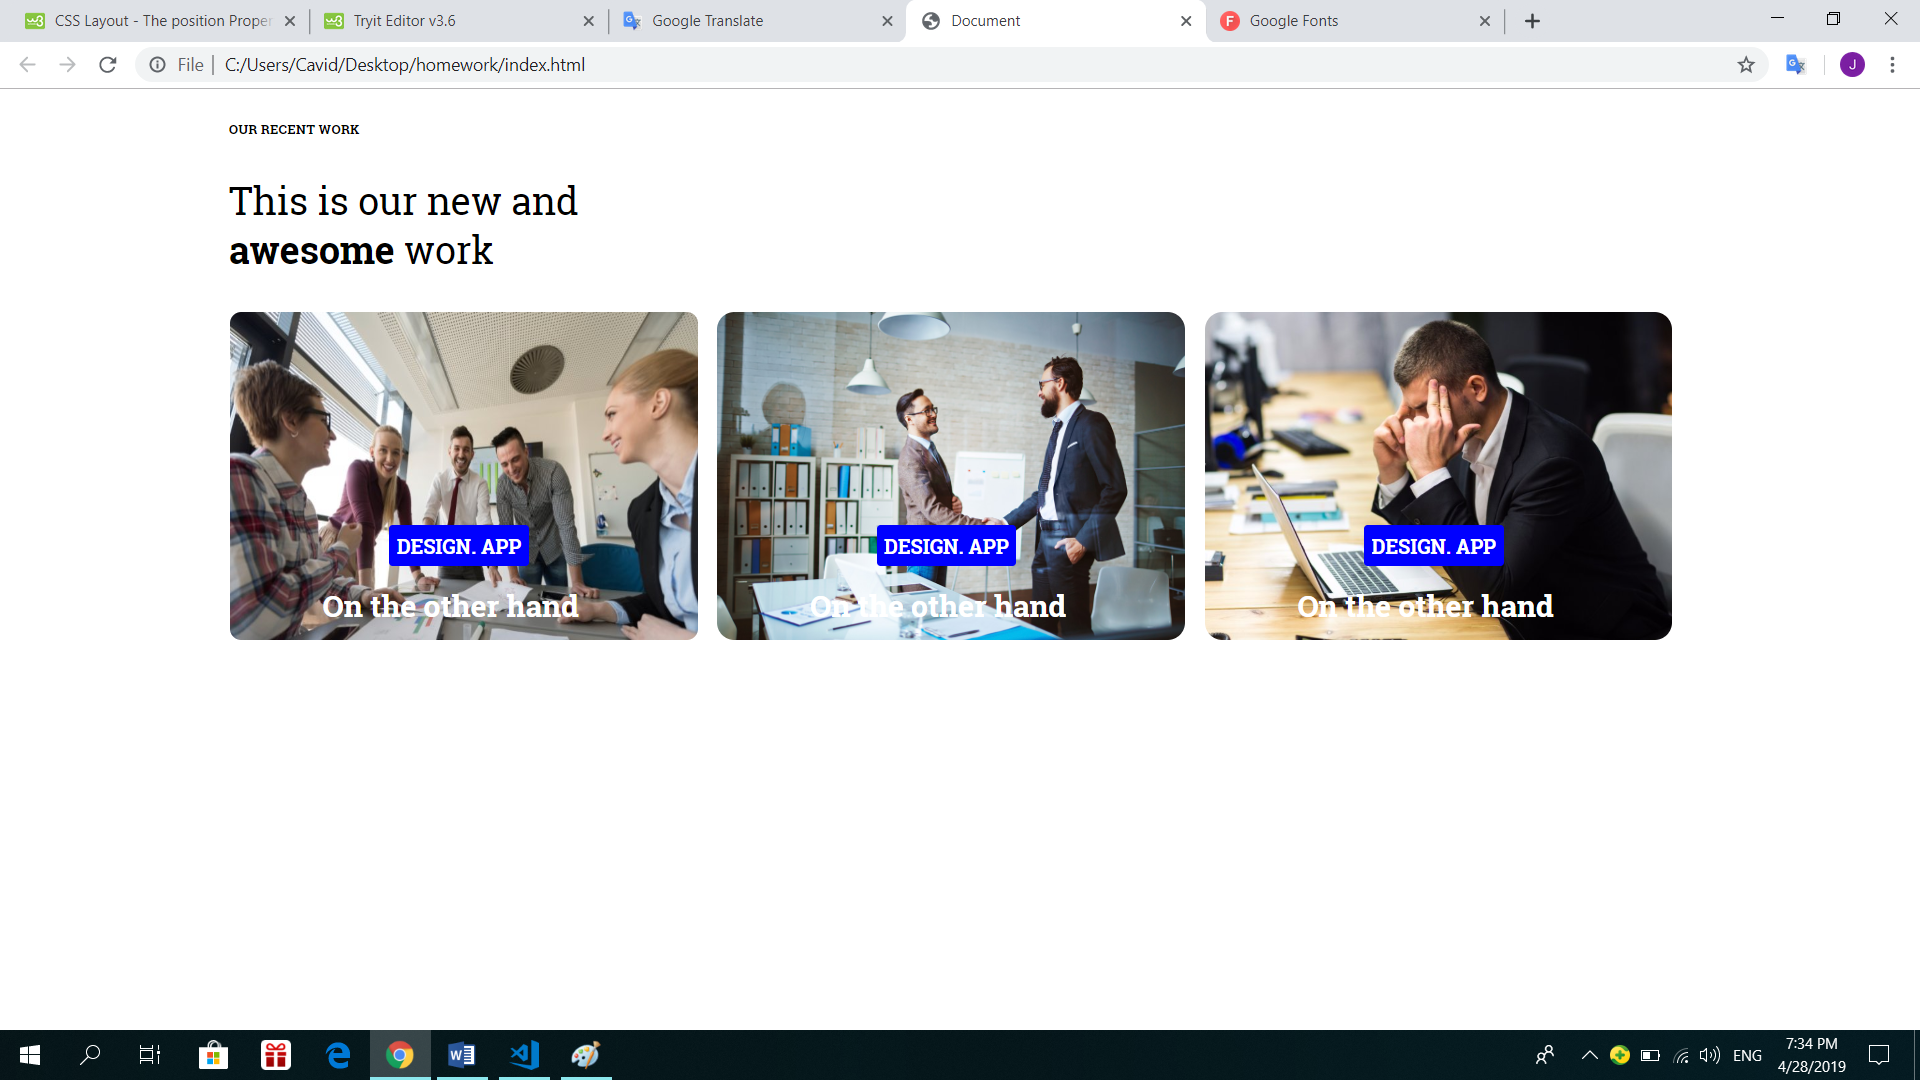 CSS Layout - The position Proper
Tryit Editor v3.6
Google Translate
Document
F Google Fonts
File | C:/Users/Cavid/Desktop/homework/index.html
J
OUR RECENT WORK
This is our new and
awesome work
DESIGN. APP
On the other hand
DESIGN. APP
On the other hand
DESIGN. APP
On the other hand
ENG
7:34 PM
4/28/2019